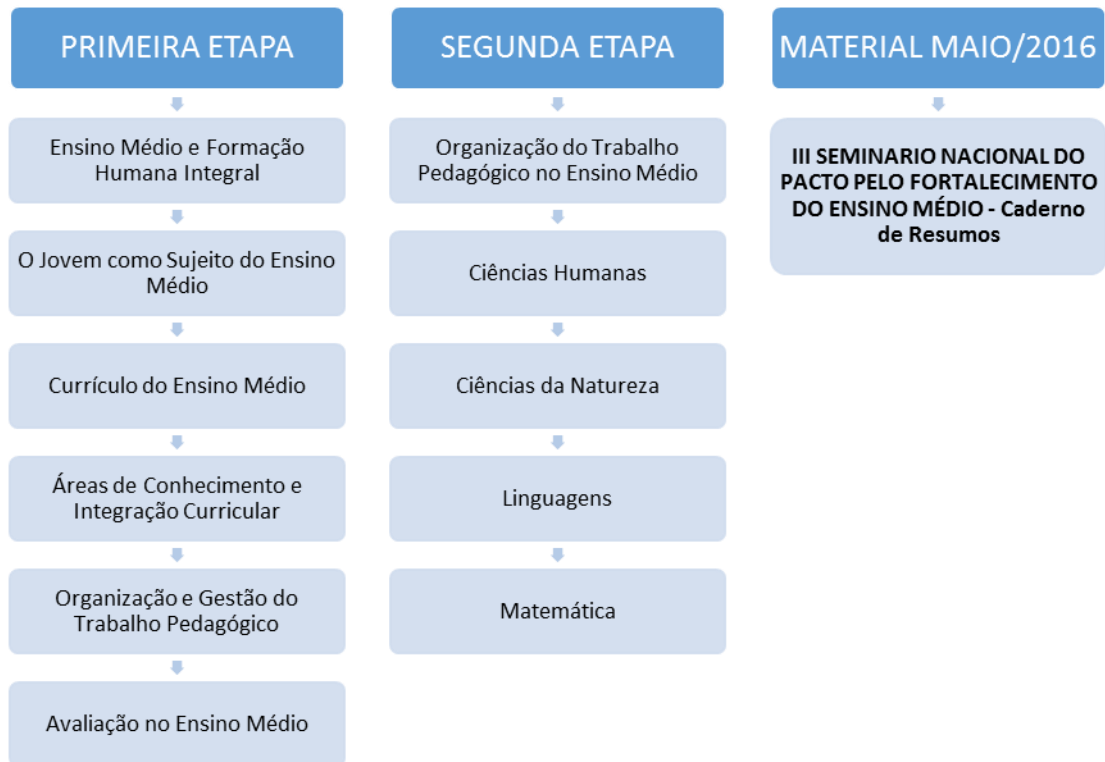 PRIMEIRA ETAPA
Ensino Médio e Formação
Humana Integral
O Jovem como Sujeito do Ensino
Médio
Currículo do Ensino Médio
Áreas de Conhecimento e
Integração Curricular
Organização e Gestão do
Trabalho Pedagógico
Avaliação no Ensino Médio
SEGUNDA ETAPA
Organização do Trabalho
Pedagógico no Ensino Médio
Ciências Humanas
Ciências da Natureza
Linguagens
Matemática
MATERIAL MAIO/2016
III SEMINARIO NACIONAL DO
PACTO PELO FORTALECIMENTO
DO ENSINO MÉDIO - Caderno
de Resumos